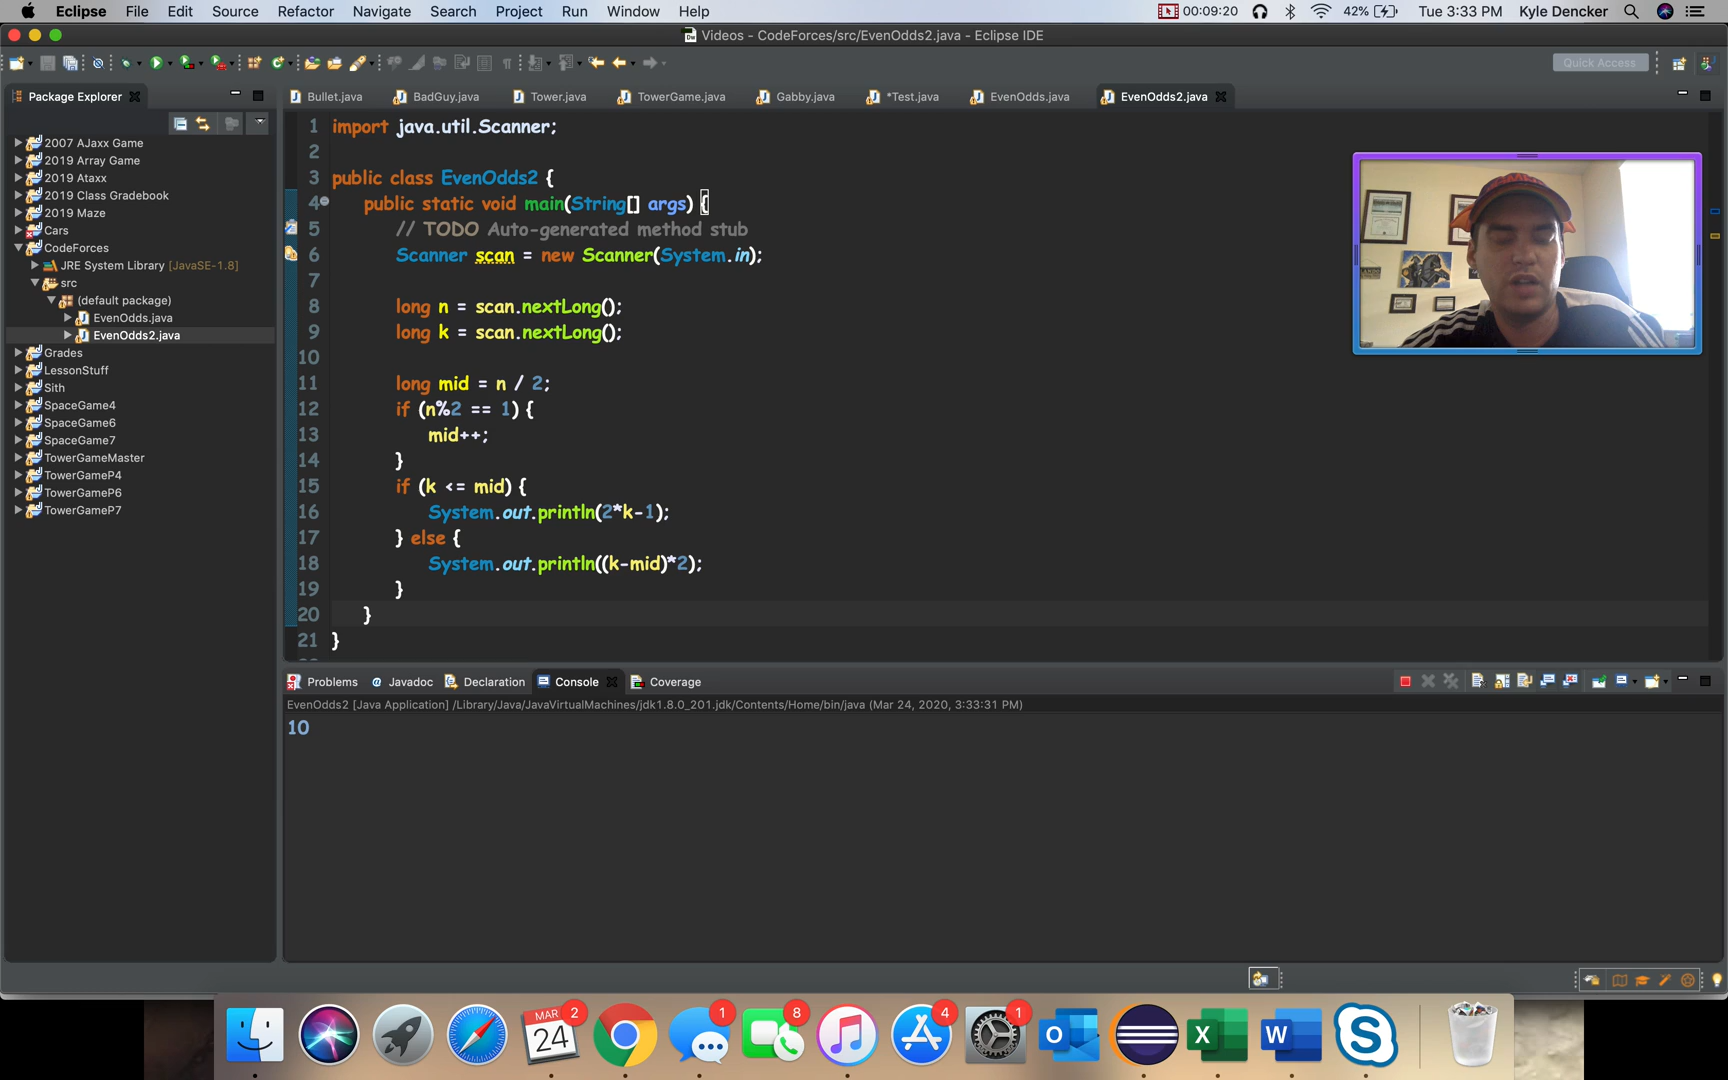 Eclipse File Edit Source Refactor Navigate Search Project Run Window Help 00:09:20 42% Tue 3:33 PM Kyle Dencker
Videos - CodeForces/src/EvenOdds2.java - Eclipse IDE
Quick Access
Package Explorer
Bullet.java BadGuy.java Tower.java TowerGame.java Gabby.java *Test.java EvenOdds.java EvenOdds2.java
2007 AJaxx Game
2019 Array Game
2019 Ataxx
2019 Class Gradebook
2019 Maze
Cars
CodeForces
JRE System Library [JavaSE-1.8]
src
(default package)
EvenOdds.java
EvenOdds2.java
Grades
LessonStuff
Sith
SpaceGame4
SpaceGame6
SpaceGame7
TowerGameMaster
TowerGameP4
TowerGameP6
TowerGameP7
1 import java.util.Scanner;
2
3 public class EvenOdds2 {
4 public static void main(String[] args) {
5 // TODO Auto-generated method stub
6 Scanner scan = new Scanner(System.in);
7
8 long n = scan.nextLong();
9 long k = scan.nextLong();
10
11 long mid = n / 2;
12 if (n%2 == 1) {
13 mid++;
14 }
15 if (k <= mid) {
16 System.out.println(2*k-1);
17 } else {
18 System.out.println((k-mid)*2);
19 }
20 }
21 }
Problems Javadoc Declaration Console Coverage
EvenOdds2 [Java Application] /Library/Java/JavaVirtualMachines/jdk1.8.0_201.jdk/Contents/Home/bin/java (Mar 24, 2020, 3:33:31 PM)
10
MAR 24 2 1 8 4 1